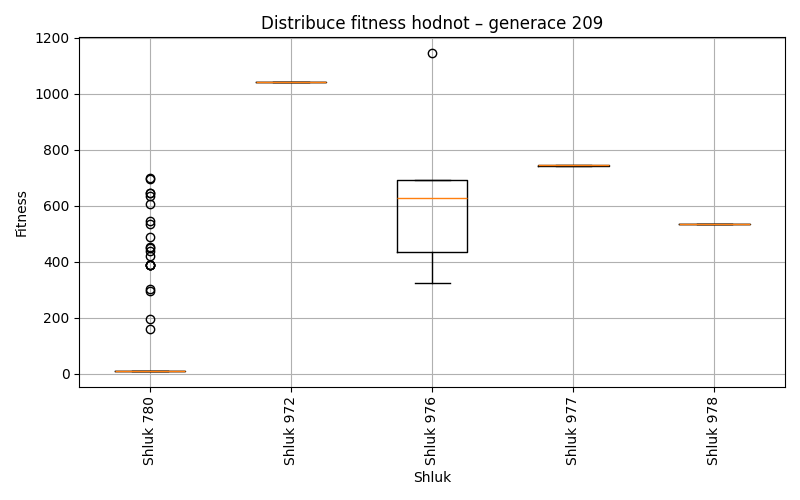 Distribuce fitness hodnot – generace 209
Fitness
1200
1000
800
600
400
200
0
Shluk 780
Shluk 972
Shluk 976
Shluk 977
Shluk 978
Shluk